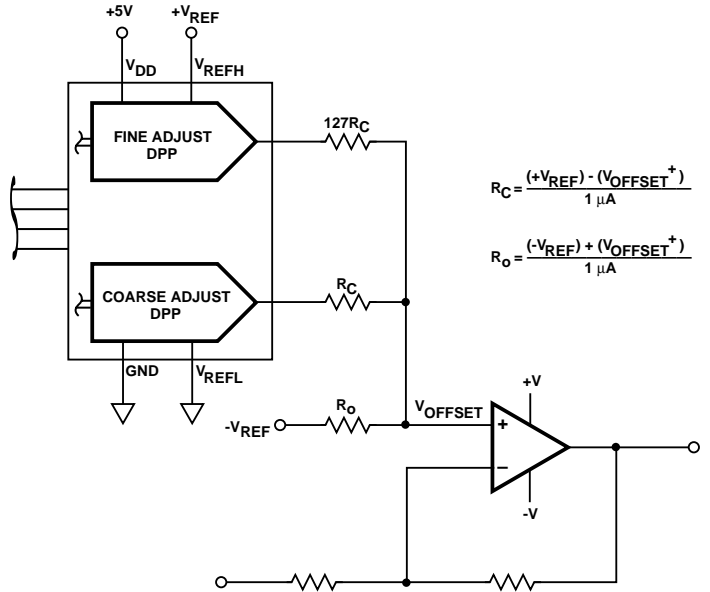 +5V
+VREF
VDD
VREFH
FINE ADJUST
DPP
127RC
COARSE ADJUST
DPP
RC
GND
VREFL
RC = (+VREF) - (VOFFSET+)
1 µA
Ro = (-VREF) + (VOFFSET+)
1 µA
-VREF
Ro
VOFFSET
+V
+
−
-V